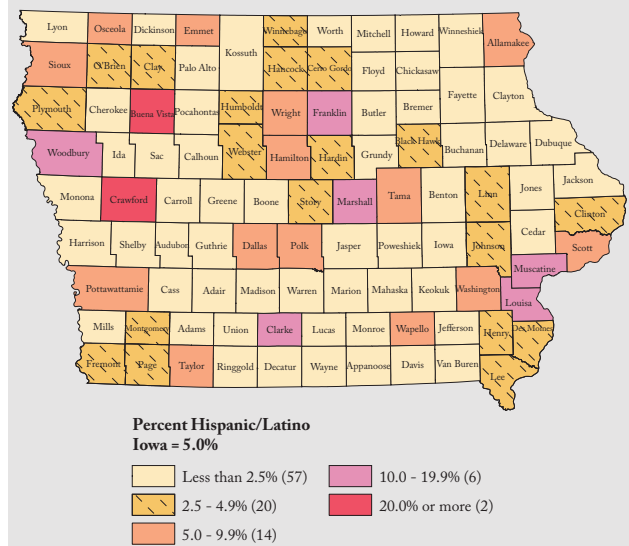 Lyon Osceola Dickinson Emmet Kossuth Winnebago Worth Mitchell Howard Winneshiek Allamakee
Sioux O'Brien Clay Palo Alto Hancock Cerro Gordo Floyd Chickasaw
Plymouth Cherokee Buena Vista Pocahontas Humboldt Wright Franklin Butler Bremer Fayette Clayton
Woodbury Ida Sac Calhoun Webster Hamilton Hardin Grundy Black Hawk Buchanan Delaware Dubuque
Monona Crawford Carroll Greene Boone Story Marshall Tama Benton Linn Jones Jackson
Clinton
Harrison Shelby Audubon Guthrie Dallas Polk Jasper Poweshiek Iowa Johnson Cedar Scott
Muscatine
Pottawattamie Cass Adair Madison Warren Marion Mahaska Keokuk Washington Louisa
Mills Montgomery Adams Union Clarke Lucas Monroe Wapello Jefferson Henry Des Moines
Fremont Page Taylor Ringgold Decatur Wayne Appanoose Davis Van Buren Lee
Percent Hispanic/Latino
Iowa = 5.0%
Less than 2.5% (57)
2.5 - 4.9% (20)
5.0 - 9.9% (14)
10.0 - 19.9% (6)
20.0% or more (2)